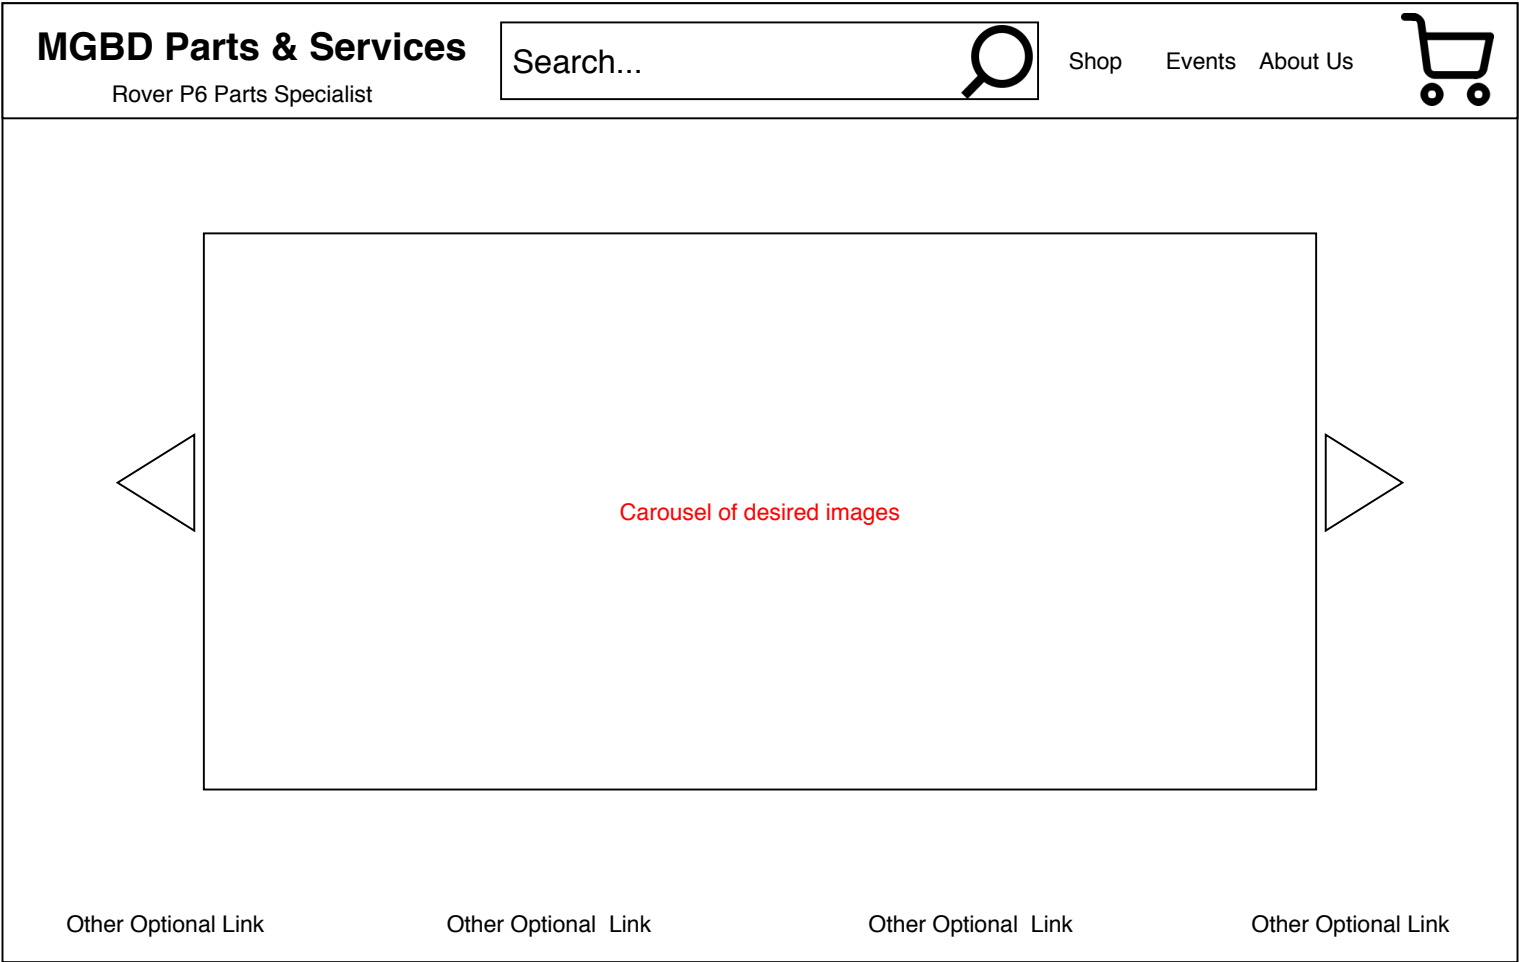 MGBD Parts & Services
Rover P6 Parts Specialist
Search...
Shop Events About Us
Carousel of desired images
Other Optional Link Other Optional  Link Other Optional  Link Other Optional Link